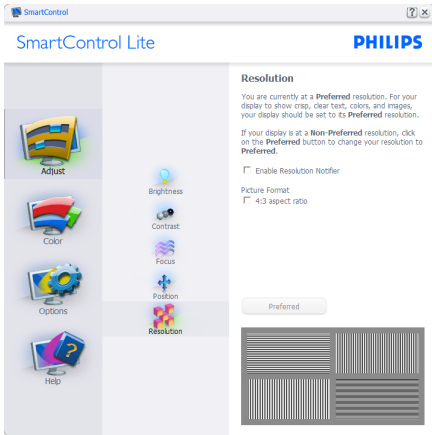 SmartControl
SmartControl Lite
PHILIPS
Adjust
Color
Options
Help
Brightness
Contrast
Focus
Position
Resolution
Resolution
You are currently at a Preferred resolution. For your
display to show crisp, clear text, colors, and images,
your display should be set to its Preferred resolution.
If your display is at a Non-Preferred resolution, click
on the Preferred button to change your resolution to
Preferred.
Enable Resolution Notifier
Picture Format
4:3 aspect ratio
Preferred